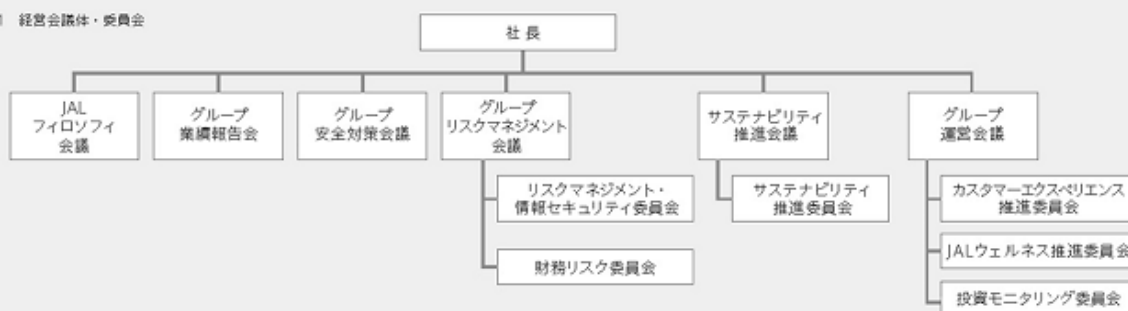 経営会議体・委員会
社 長
JAL
フィロソフィ
会議
グループ
業績報告会
グループ
安全対策会議
グループ
リスクマネジメント
会議
サステナビリティ
推進会議
グループ
運営会議
リスクマネジメント・
情報セキュリティ委員会
財務リスク委員会
サステナビリティ
推進委員会
カスタマーエクスペリエンス
推進委員会
JALウェルネス推進委員会
投資モニタリング委員会